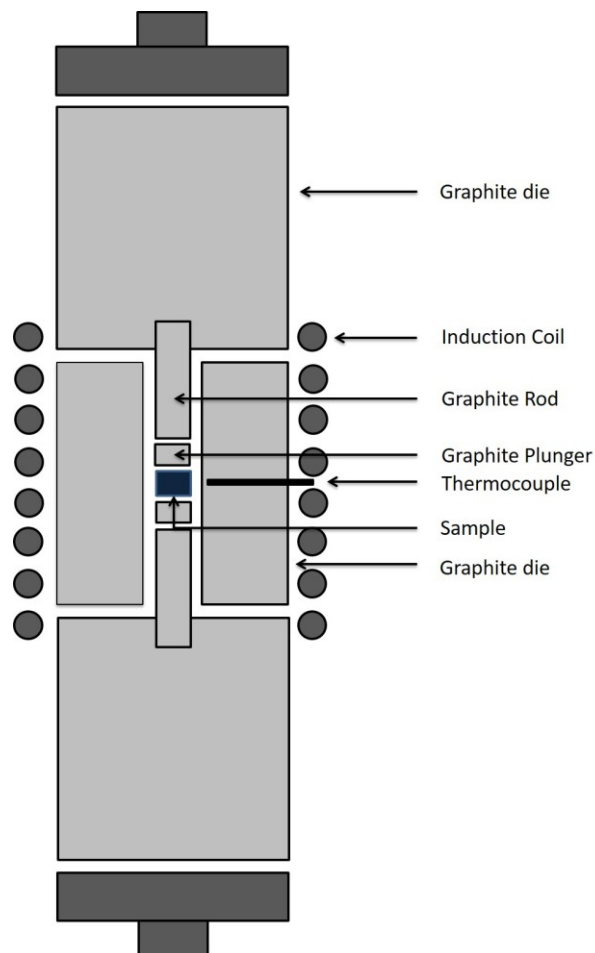 Graphite die
Induction Coil
Graphite Rod
Graphite Plunger
Thermocouple
Sample
Graphite die